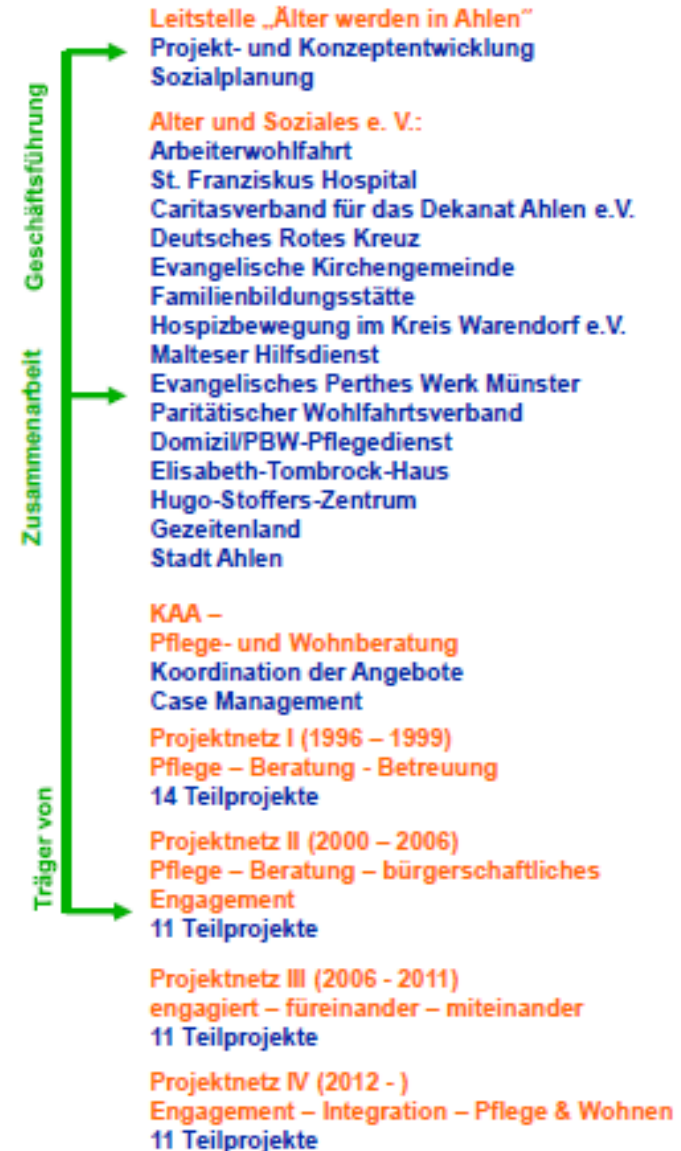 Leitstelle „Älter werden in Ahlen“
Projekt- und Konzeptentwicklung
Sozialplanung
Geschäftsführung
Alter und Soziales e. V.:
Arbeiterwohlfahrt
St. Franziskus Hospital
Caritasverband für das Dekanat Ahlen e.V.
Deutsches Rotes Kreuz
Evangelische Kirchengemeinde
Familienbildungsstätte
Hospizbewegung im Kreis Warendorf e.V.
Malteser Hilfsdienst
Evangelisches Perthes Werk Münster
Paritätischer Wohlfahrtsverband
Domizil/PBW-Pflegedienst
Elisabeth-Tombrock-Haus
Hugo-Stoffers-Zentrum
Gezeitenland
Stadt Ahlen
Zusammenarbeit
KAA –
Pflege- und Wohnberatung
Koordination der Angebote
Case Management
Projektnetz I (1996 – 1999)
Pflege – Beratung - Betreuung
14 Teilprojekte
Träger von
Projektnetz II (2000 – 2006)
Pflege – Beratung – bürgerschaftliches
Engagement
11 Teilprojekte
Projektnetz III (2006 - 2011)
engagiert – füreinander – miteinander
11 Teilprojekte
Projektnetz IV (2012 - )
Engagement – Integration – Pflege & Wohnen
11 Teilprojekte